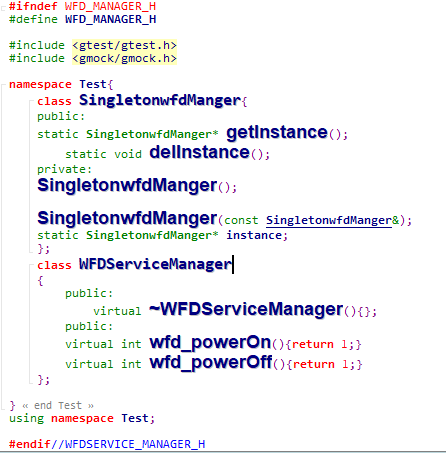 #ifndef WFD_MANAGER_H
#define WFD_MANAGER_H
#include <gtest/gtest.h>
#include <gmock/gmock.h>
namespace Test{
class SingletonwfdManger{
public:
static SingletonwfdManger* getInstance();
static void delInstance();
private:
SingletonwfdManger();
SingletonwfdManger(const SingletonwfdManger&);
static SingletonwfdManger* instance;
};
class WFDServiceManager
{
public:
virtual ~WFDServiceManager(){};
public:
virtual int wfd_powerOn(){return 1;}
virtual int wfd_powerOff(){return 1;}
};
} « end Test »
using namespace Test;
#endif//WFDSERVICE_MANAGER_H